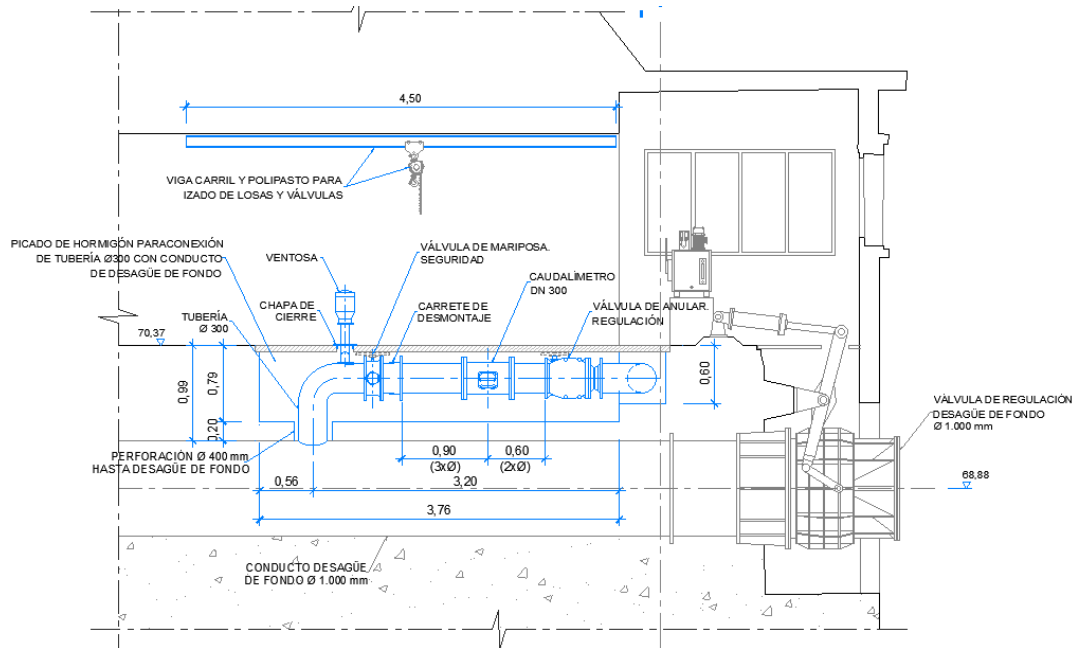 4,50
VIGA CARRIL Y POLIPASTO PARA
IZADO DE LOSAS Y VÁLVULAS
PICADO DE HORMIGÓN PARACONEXIÓN
DE TUBERÍA Ø300 CON CONDUCTO
DE DESAGÜE DE FONDO
VENTOSA
VÁLVULA DE MARIPOSA.
SEGURIDAD
CAUDALÍMETRO
DN 300
CHAPA DE
CIERRE
CARRETE DE
DESMONTAJE
VÁLVULA DE ANULAR.
REGULACIÓN
TUBERÍA
Ø 300
70,37
0,99
0,79
0,20
0,60
VÁLVULA DE REGULACIÓN
DESAGÜE DE FONDO
Ø 1.000 mm
PERFORACIÓN Ø 400 mm
HASTA DESAGÜE DE FONDO
0,90
(3xØ)
0,60
(2xØ)
0,56
3,20
68,88
3,76
CONDUCTO DESAGÜE
DE FONDO Ø 1.000 mm